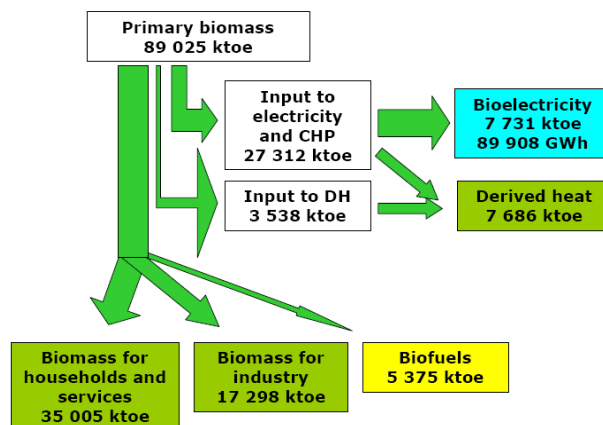 Primary biomass
89 025 ktoe
Input to
electricity
and CHP
27 312 ktoe
Bioelectricity
7 731 ktoe
89 908 GWh
Input to DH
3 538 ktoe
Derived heat
7 686 ktoe
Biomass for
households and
services
35 005 ktoe
Biomass for
industry
17 298 ktoe
Biofuels
5 375 ktoe